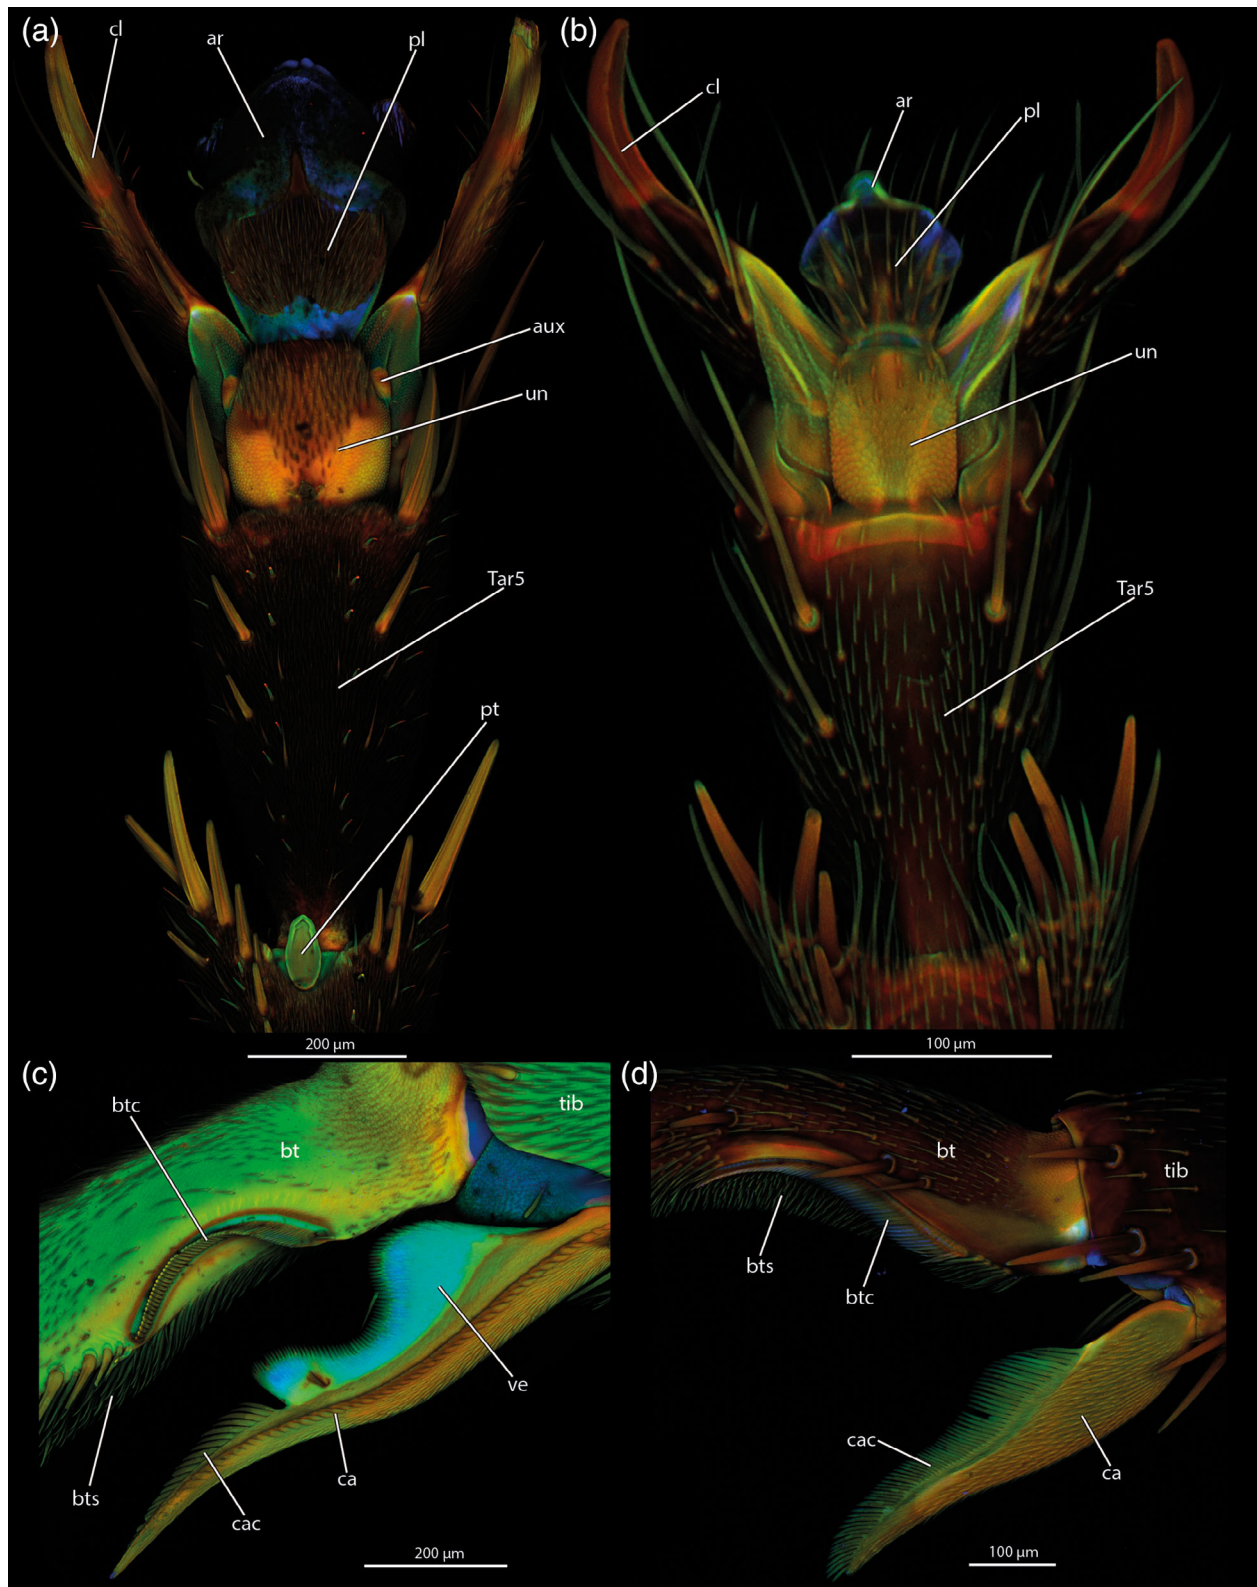 (a)
cl
ar
pl
aux
un
Tar5
pt
200 µm
(b)
cl
ar
pl
un
Tar5
100 µm
(c)
btc
bt
tib
bts
cac
ca
ve
200 µm
(d)
bt
tib
bts
btc
cac
ca
100 µm